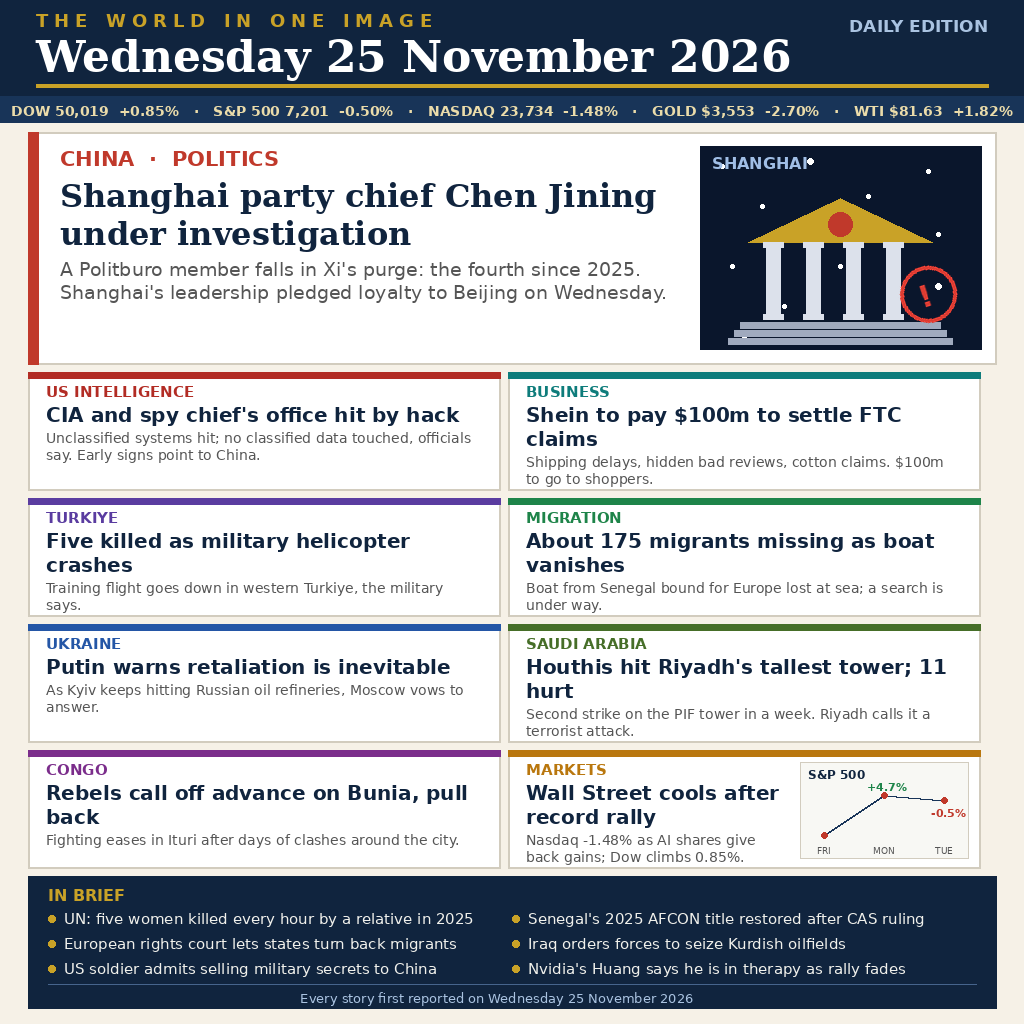 THE WORLD IN ONE IMAGE
DAILY EDITION
Wednesday 25 November 2026
DOW 50,019 +0.85% · S&P 500 7,201 -0.50% · NASDAQ 23,734 -1.48% · GOLD $3,553 -2.70% · WTI $81.63 +1.82%
CHINA · POLITICS
Shanghai party chief Chen Jining
under investigation
A Politburo member falls in Xi's purge: the fourth since 2025.
Shanghai's leadership pledged loyalty to Beijing on Wednesday.
SHANGHAI
!
US INTELLIGENCE
CIA and spy chief's office hit by hack
Unclassified systems hit; no classified data touched, officials
say. Early signs point to China.
BUSINESS
Shein to pay $100m to settle FTC
claims
Shipping delays, hidden bad reviews, cotton claims. $100m
to go to shoppers.
TURKIYE
Five killed as military helicopter
crashes
Training flight goes down in western Turkiye, the military
says.
MIGRATION
About 175 migrants missing as boat
vanishes
Boat from Senegal bound for Europe lost at sea; a search is
under way.
UKRAINE
Putin warns retaliation is inevitable
As Kyiv keeps hitting Russian oil refineries, Moscow vows to
answer.
SAUDI ARABIA
Houthis hit Riyadh's tallest tower; 11
hurt
Second strike on the PIF tower in a week. Riyadh calls it a
terrorist attack.
CONGO
Rebels call off advance on Bunia, pull
back
Fighting eases in Ituri after days of clashes around the city.
MARKETS
Wall Street cools after
record rally
Nasdaq -1.48% as AI shares give
back gains; Dow climbs 0.85%.
S&P 500
+4.7%
-0.5%
FRI MON TUE
IN BRIEF
UN: five women killed every hour by a relative in 2025
European rights court lets states turn back migrants
US soldier admits selling military secrets to China
Senegal's 2025 AFCON title restored after CAS ruling
Iraq orders forces to seize Kurdish oilfields
Nvidia's Huang says he is in therapy as rally fades
Every story first reported on Wednesday 25 November 2026